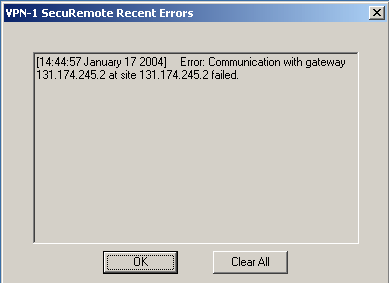 VPN-1 SecuRemote Recent Errors
[14:44:57 January 17 2004]    Error: Communication with gateway
131.174.245.2 at site 131.174.245.2 failed.
OK
Clear All